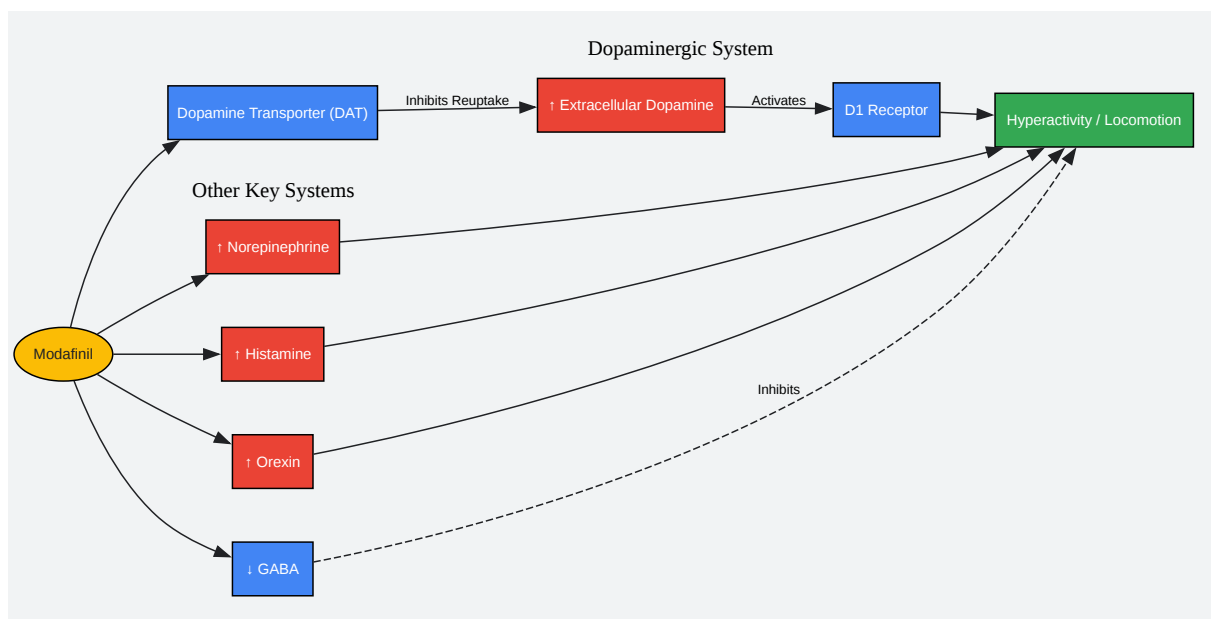 Dopaminergic System
Dopamine Transporter (DAT)
Inhibits Reuptake
↑ Extracellular Dopamine
Activates
D1 Receptor
Hyperactivity / Locomotion
Other Key Systems
↑ Norepinephrine
Modafinil
↑ Histamine
Inhibits
↑ Orexin
↓ GABA